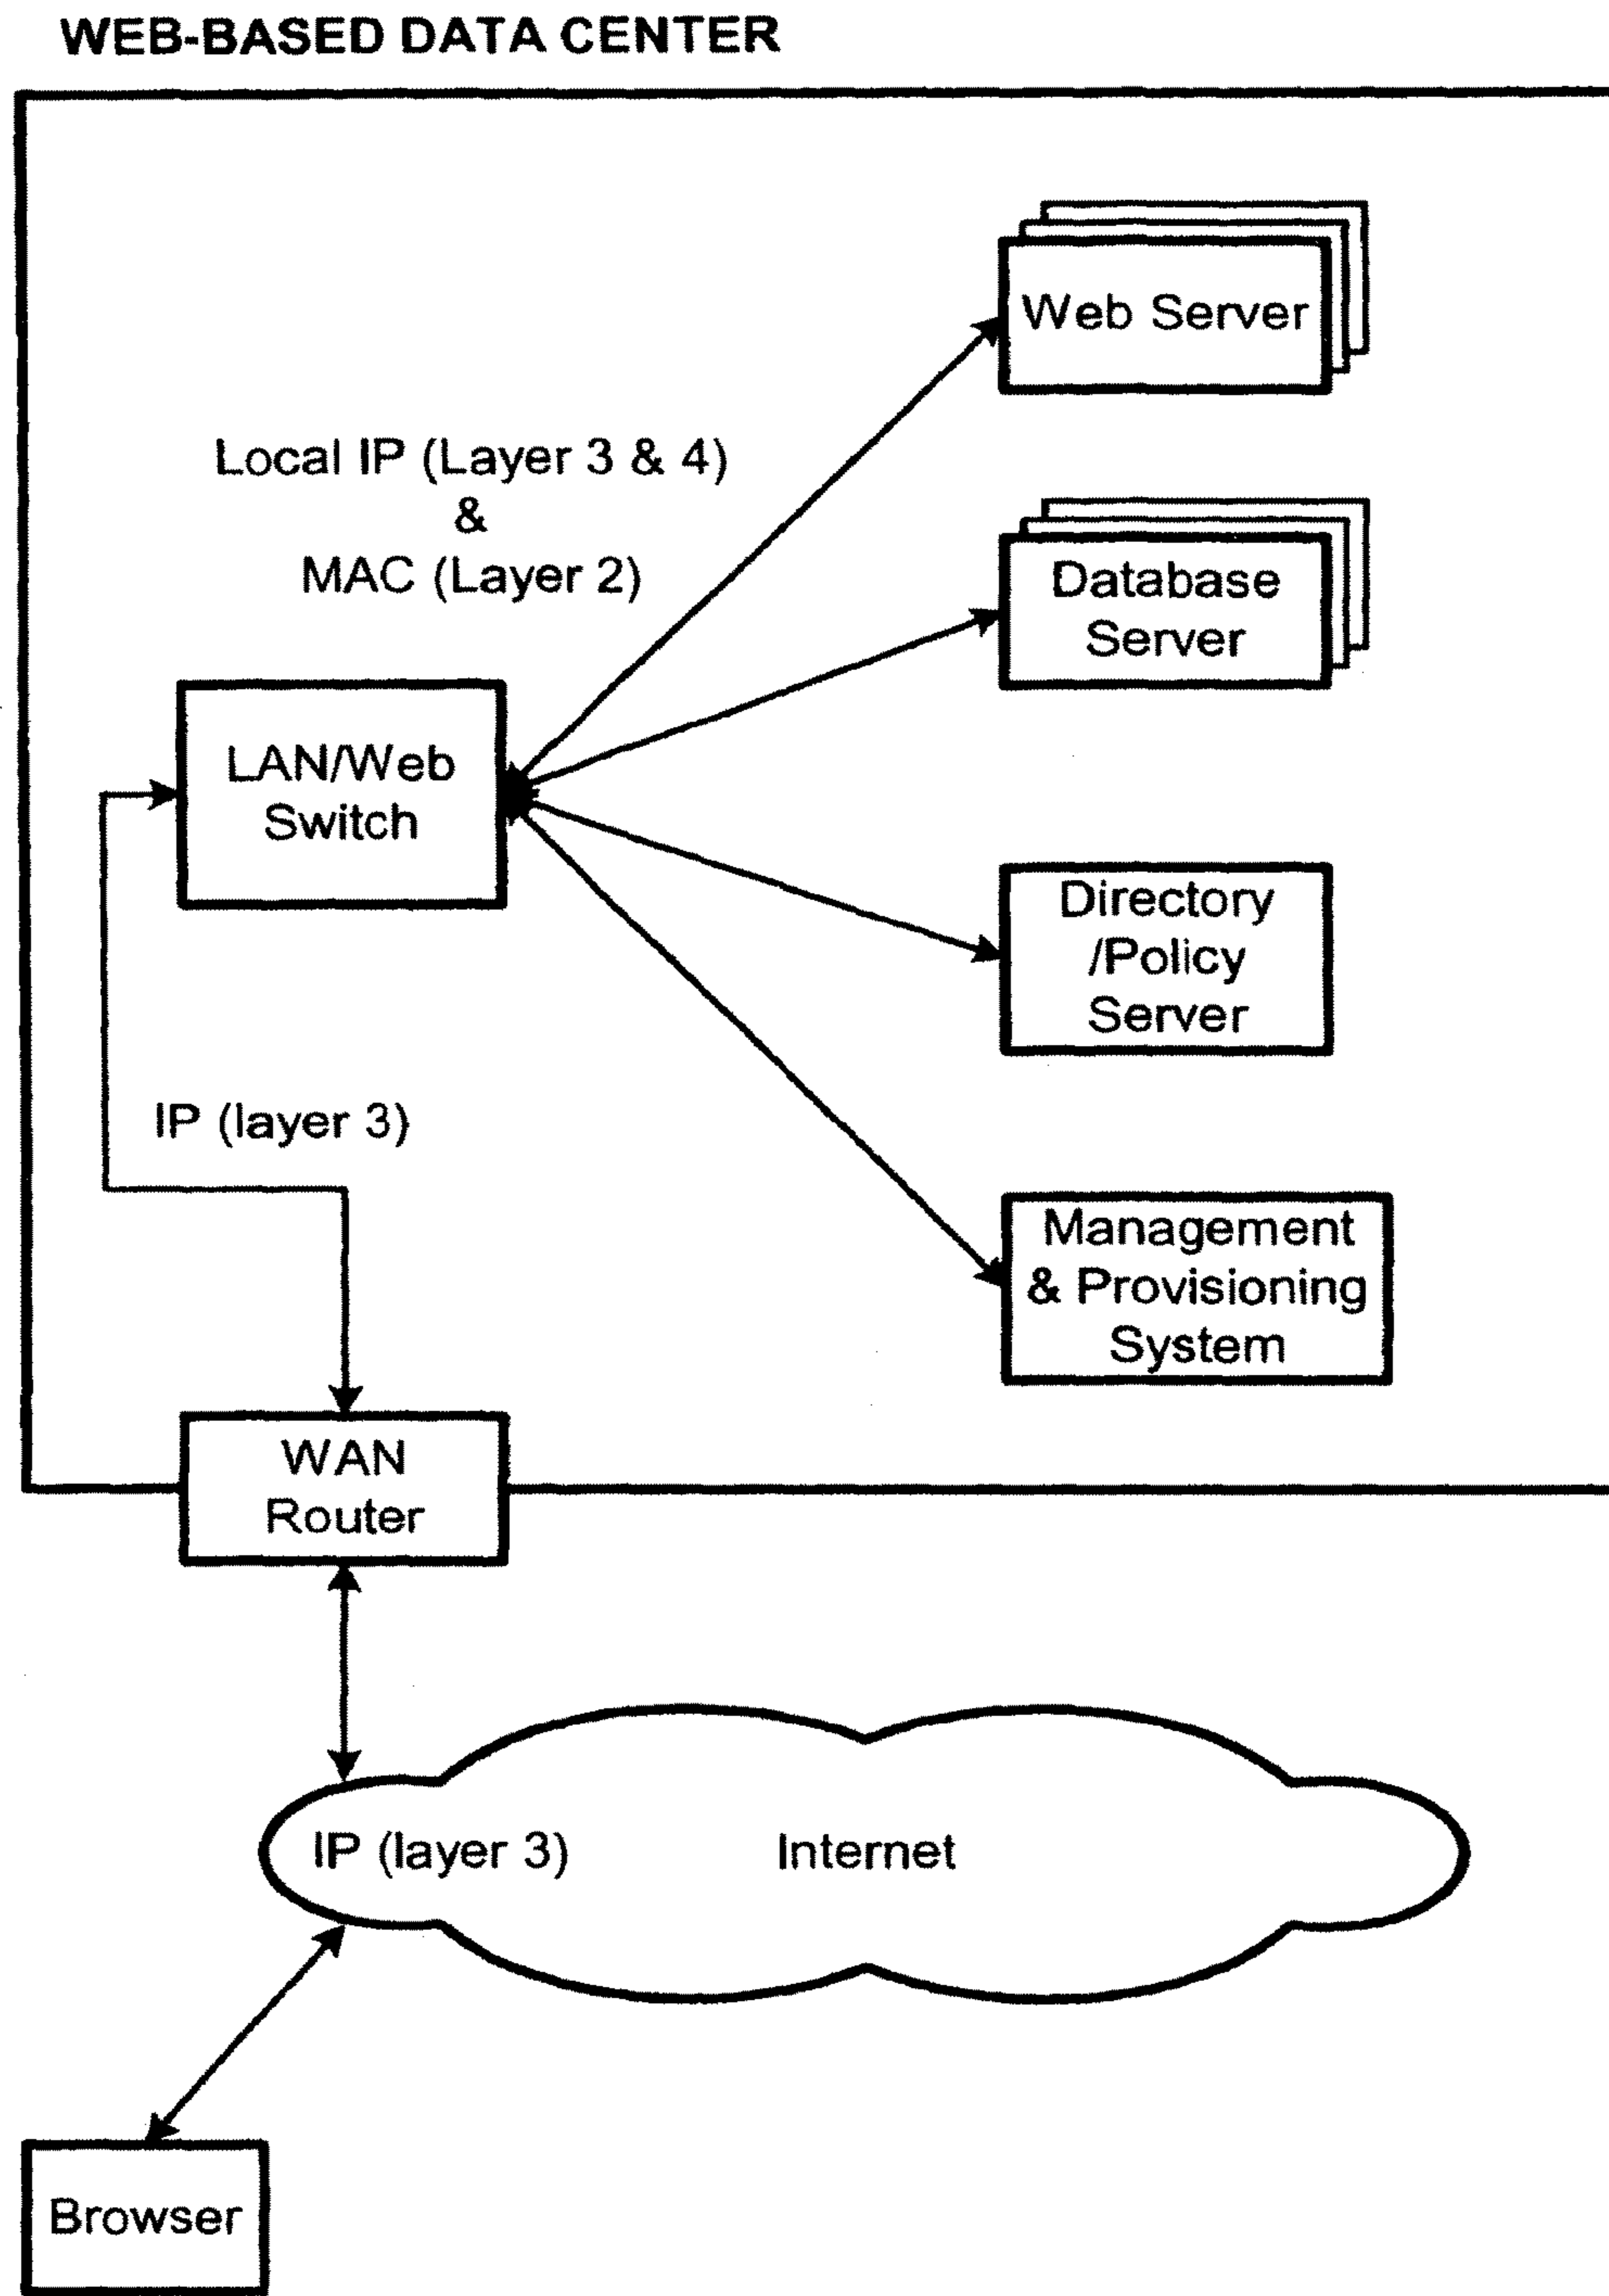 WEB-BASED DATA CENTER
Web Server
Local IP (Layer 3 & 4)
&
MAC (Layer 2)
Database
Server
LAN/Web
Switch
Directory
/Policy
Server
IP (layer 3)
Management
& Provisioning
System
WAN
Router
IP (layer 3)
Internet
Browser